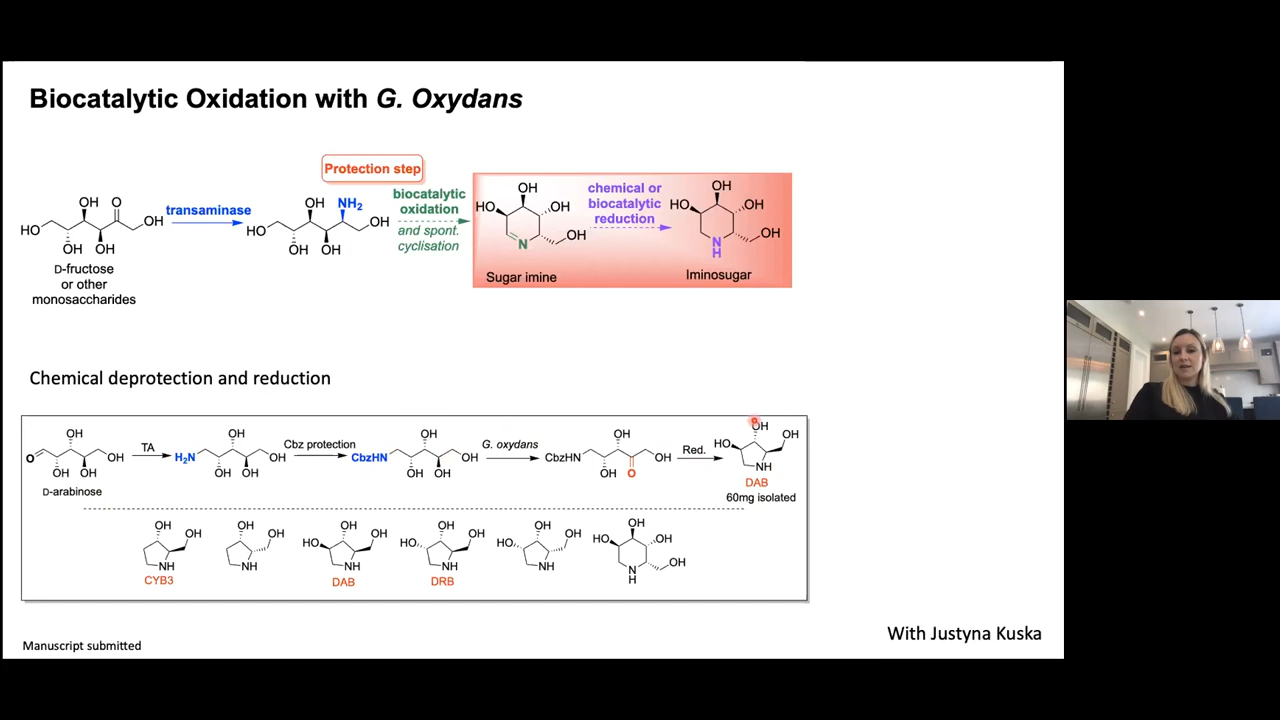 Biocatalytic Oxidation with G. Oxydans
Protection step
OH O
HO OH
OH OH
D-fructose
or other
monosaccharides
transaminase
OH NH2
HO OH
OH OH
biocatalytic
oxidation
and spont.
cyclisation
OH
HO OH
N OH
Sugar imine
chemical or
biocatalytic
reduction
OH
HO OH
OH
N
H
Iminosugar
Chemical deprotection and reduction
OH
O OH
OH OH
D-arabinose
TA
OH
H2N OH
OH OH
Cbz protection
OH
CbzHN OH
OH OH
G. oxydans
OH
CbzHN OH
OH O
Red.
OH
HO OH
NH
DAB
60mg isolated
OH
OH
NH
CYB3
OH
OH
NH
OH
HO OH
NH
DAB
OH
HO OH
NH
DRB
OH
HO OH
NH
OH
HO OH
OH
N
H
With Justyna Kuska
Manuscript submitted